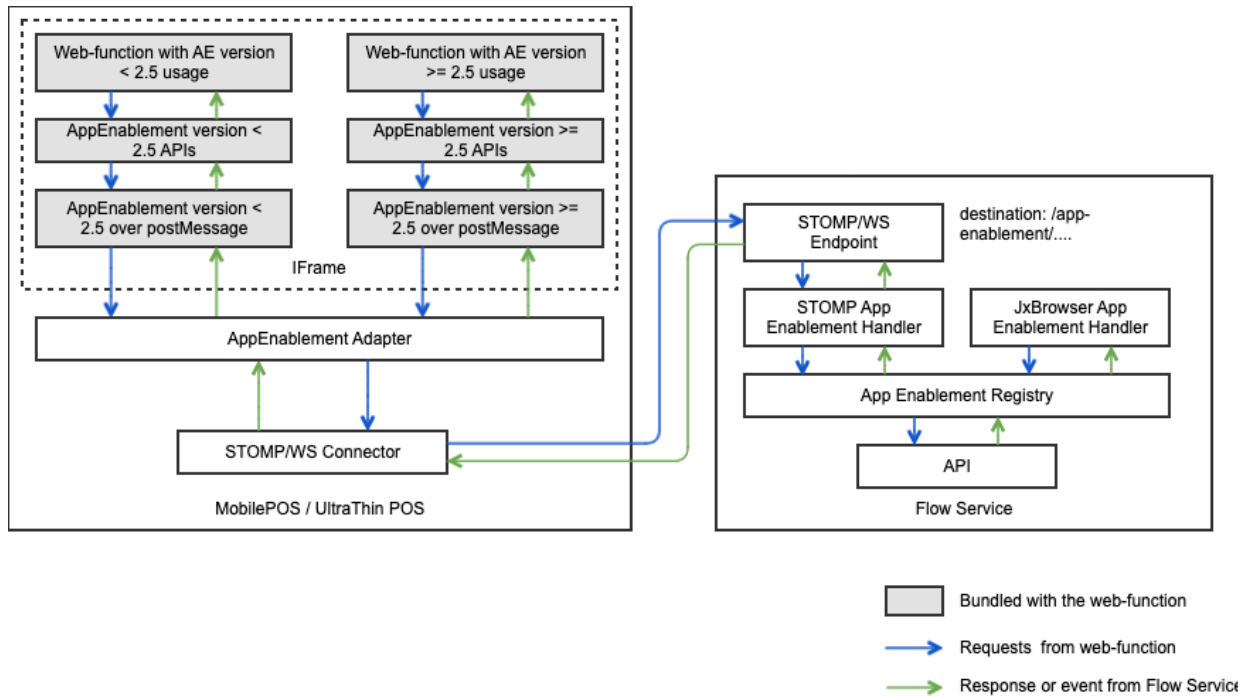 Web-function with AE version
< 2.5 usage
Web-function with AE version
>= 2.5 usage
AppEnablement version <
2.5 APIs
AppEnablement version >=
2.5 APIs
AppEnablement version <
2.5 over postMessage
AppEnablement version >=
2.5 over postMessage
IFrame
AppEnablement Adapter
STOMP/WS Connector
MobilePOS / UltraThin POS
STOMP/WS
Endpoint
destination: /app-
enablement/....
STOMP App
Enablement Handler
JxBrowser App
Enablement Handler
App Enablement Registry
API
Flow Service
Bundled with the web-function
Requests from web-function
Response or event from Flow Service